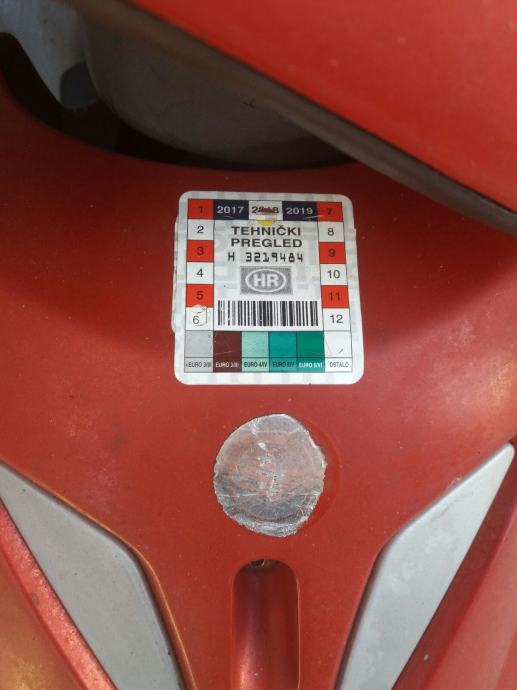 1 2017 2018 2019 7
2 TEHNIČKI 8
3 PREGLED 9
H 3219484
4 HR 10
5 11
6 12
<EURO 3/III EURO 3/III EURO 4/IV EURO 5/V EURO 6/VI OSTALO